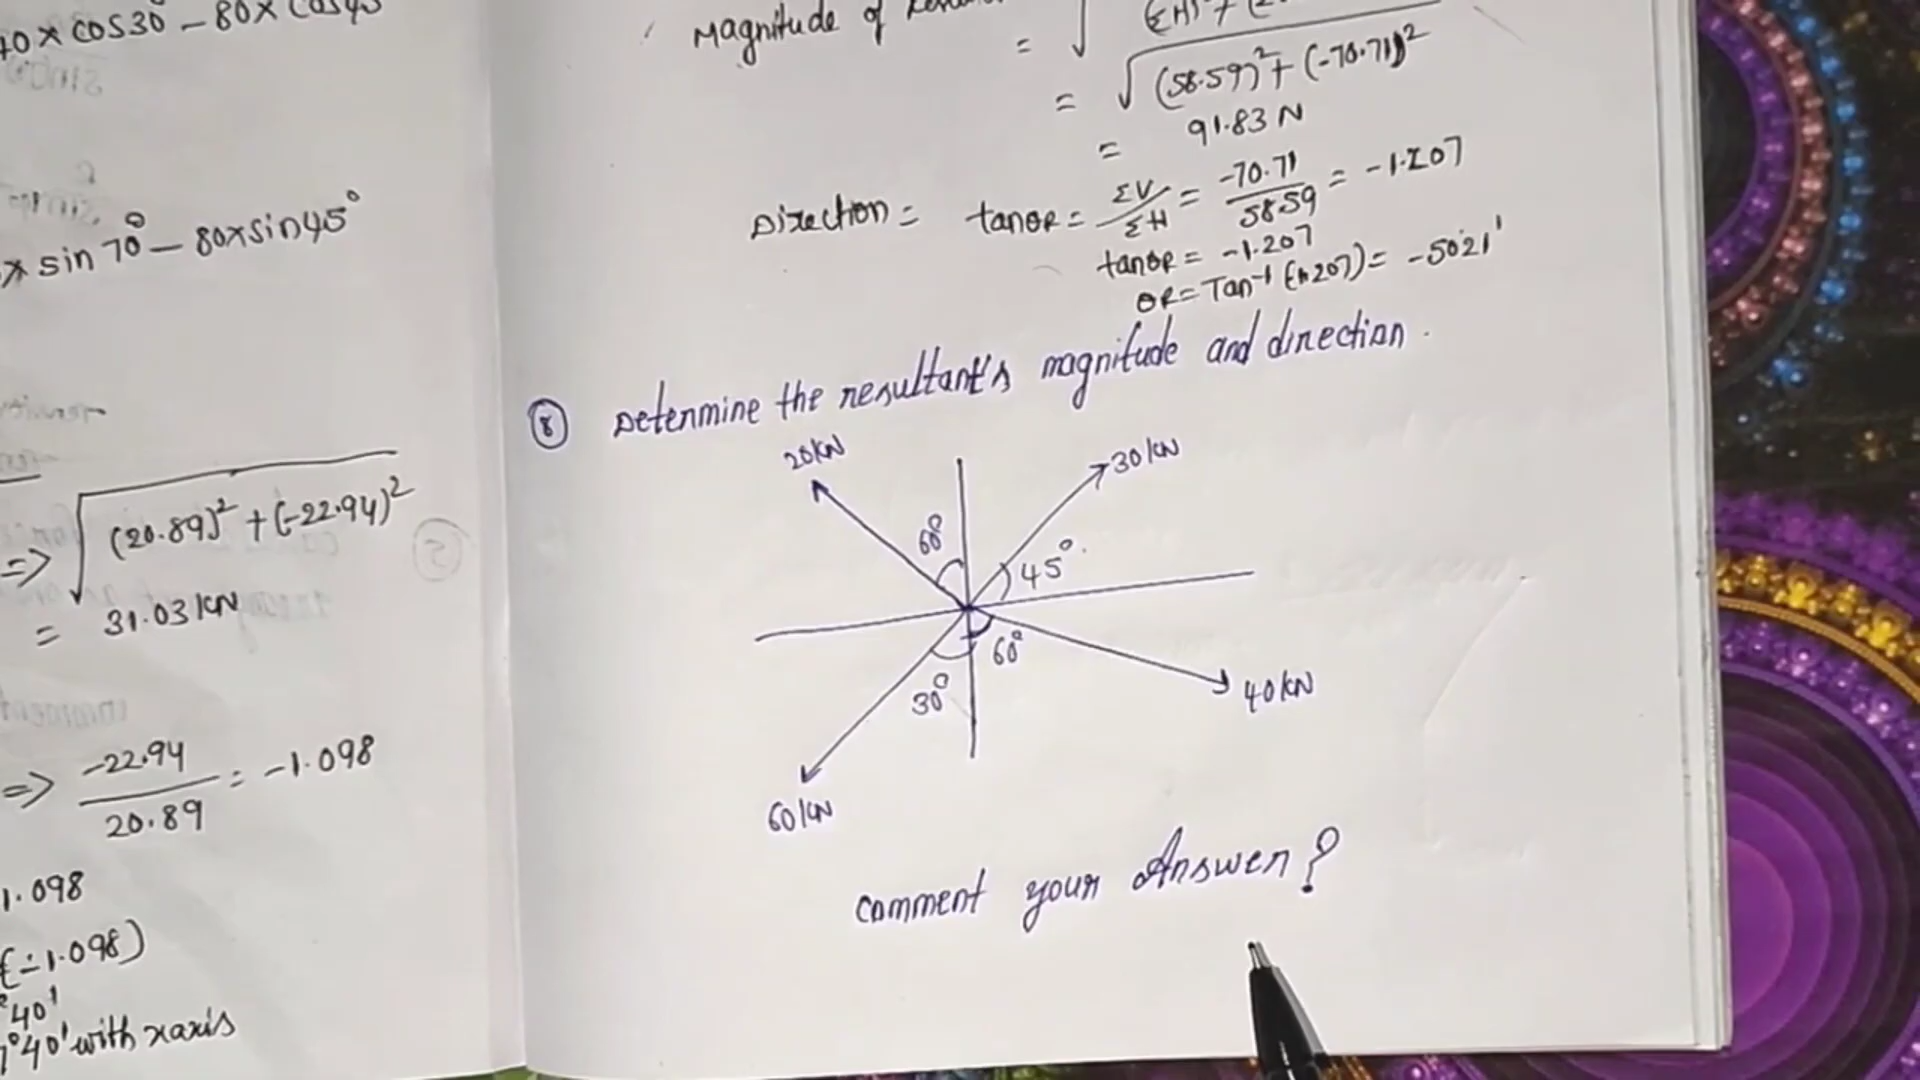 40×cos30°-80×cos45
× sin 70°-80×sin45°
=> √(20.89)²+(-22.94)²
= 31.03 KN
=> -22.94/20.89 = -1.098
1.098
(-1.098)
40'
40' with xaxis
Magnitude of
= √
= √(58.59)²+(-70.71)²
= 91.83 N
Direction = tanθR = ΣV/ΣH = -70.71/58.59 = -1.207
tanθR = -1.207
θR = Tan⁻¹ (-1.207) = -50°21'
⑧ Determine the resultant's magnitude and direction.
20KN
30KN
60°
45°
60°
30°
40KN
60KN
comment your Answer?